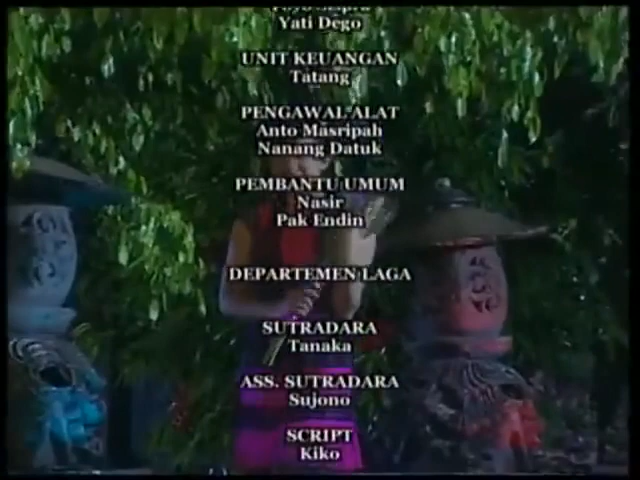 Yati Dego
UNIT KEUANGAN
Tatang
PENGAWAL ALAT
Anto Masripah
Nanang Datuk
PEMBANTU UMUM
Nasir
Pak Endin
DEPARTEMEN LAGA
SUTRADARA
Tanaka
ASS. SUTRADARA
Sujono
SCRIPT
Kiko